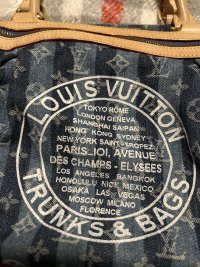 LOUIS VUITTON
TOKYO ROME
LONDON GENEVA
SHANGHAI SAIPAN
HONG KONG SYDNEY
NEW YORK SAINT-TROPEZ
PARIS...101, AVENUE
DES CHAMPS-ELYSEES
LOS ANGELES BANGKOK
HONOLULU NICE MEXICO
OSAKA LAS VEGAS
MOSCOW MILANO
FLORENCE
TRUNKS & BAGS